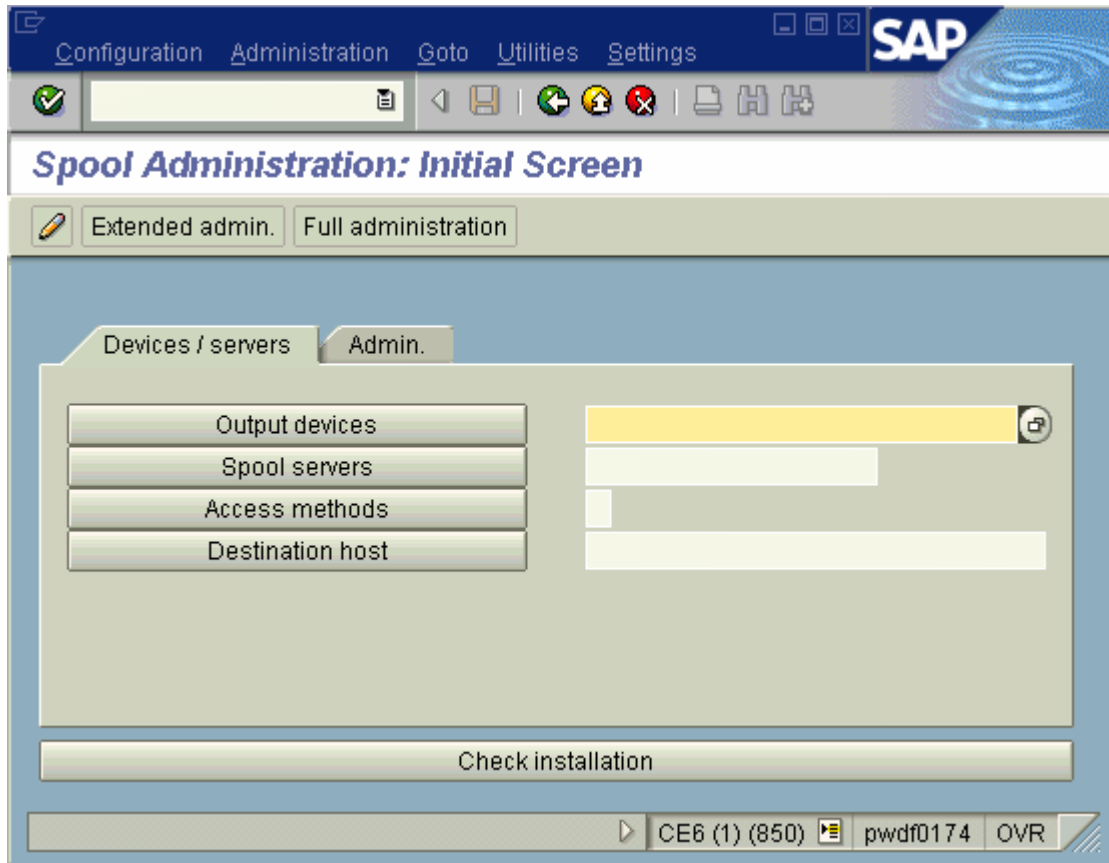 Configuration Administration Goto Utilities Settings
SAP
Spool Administration: Initial Screen
Extended admin. Full administration
Devices / servers Admin.
Output devices
Spool servers
Access methods
Destination host
Check installation
CE6 (1) (850) pwdf0174 OVR